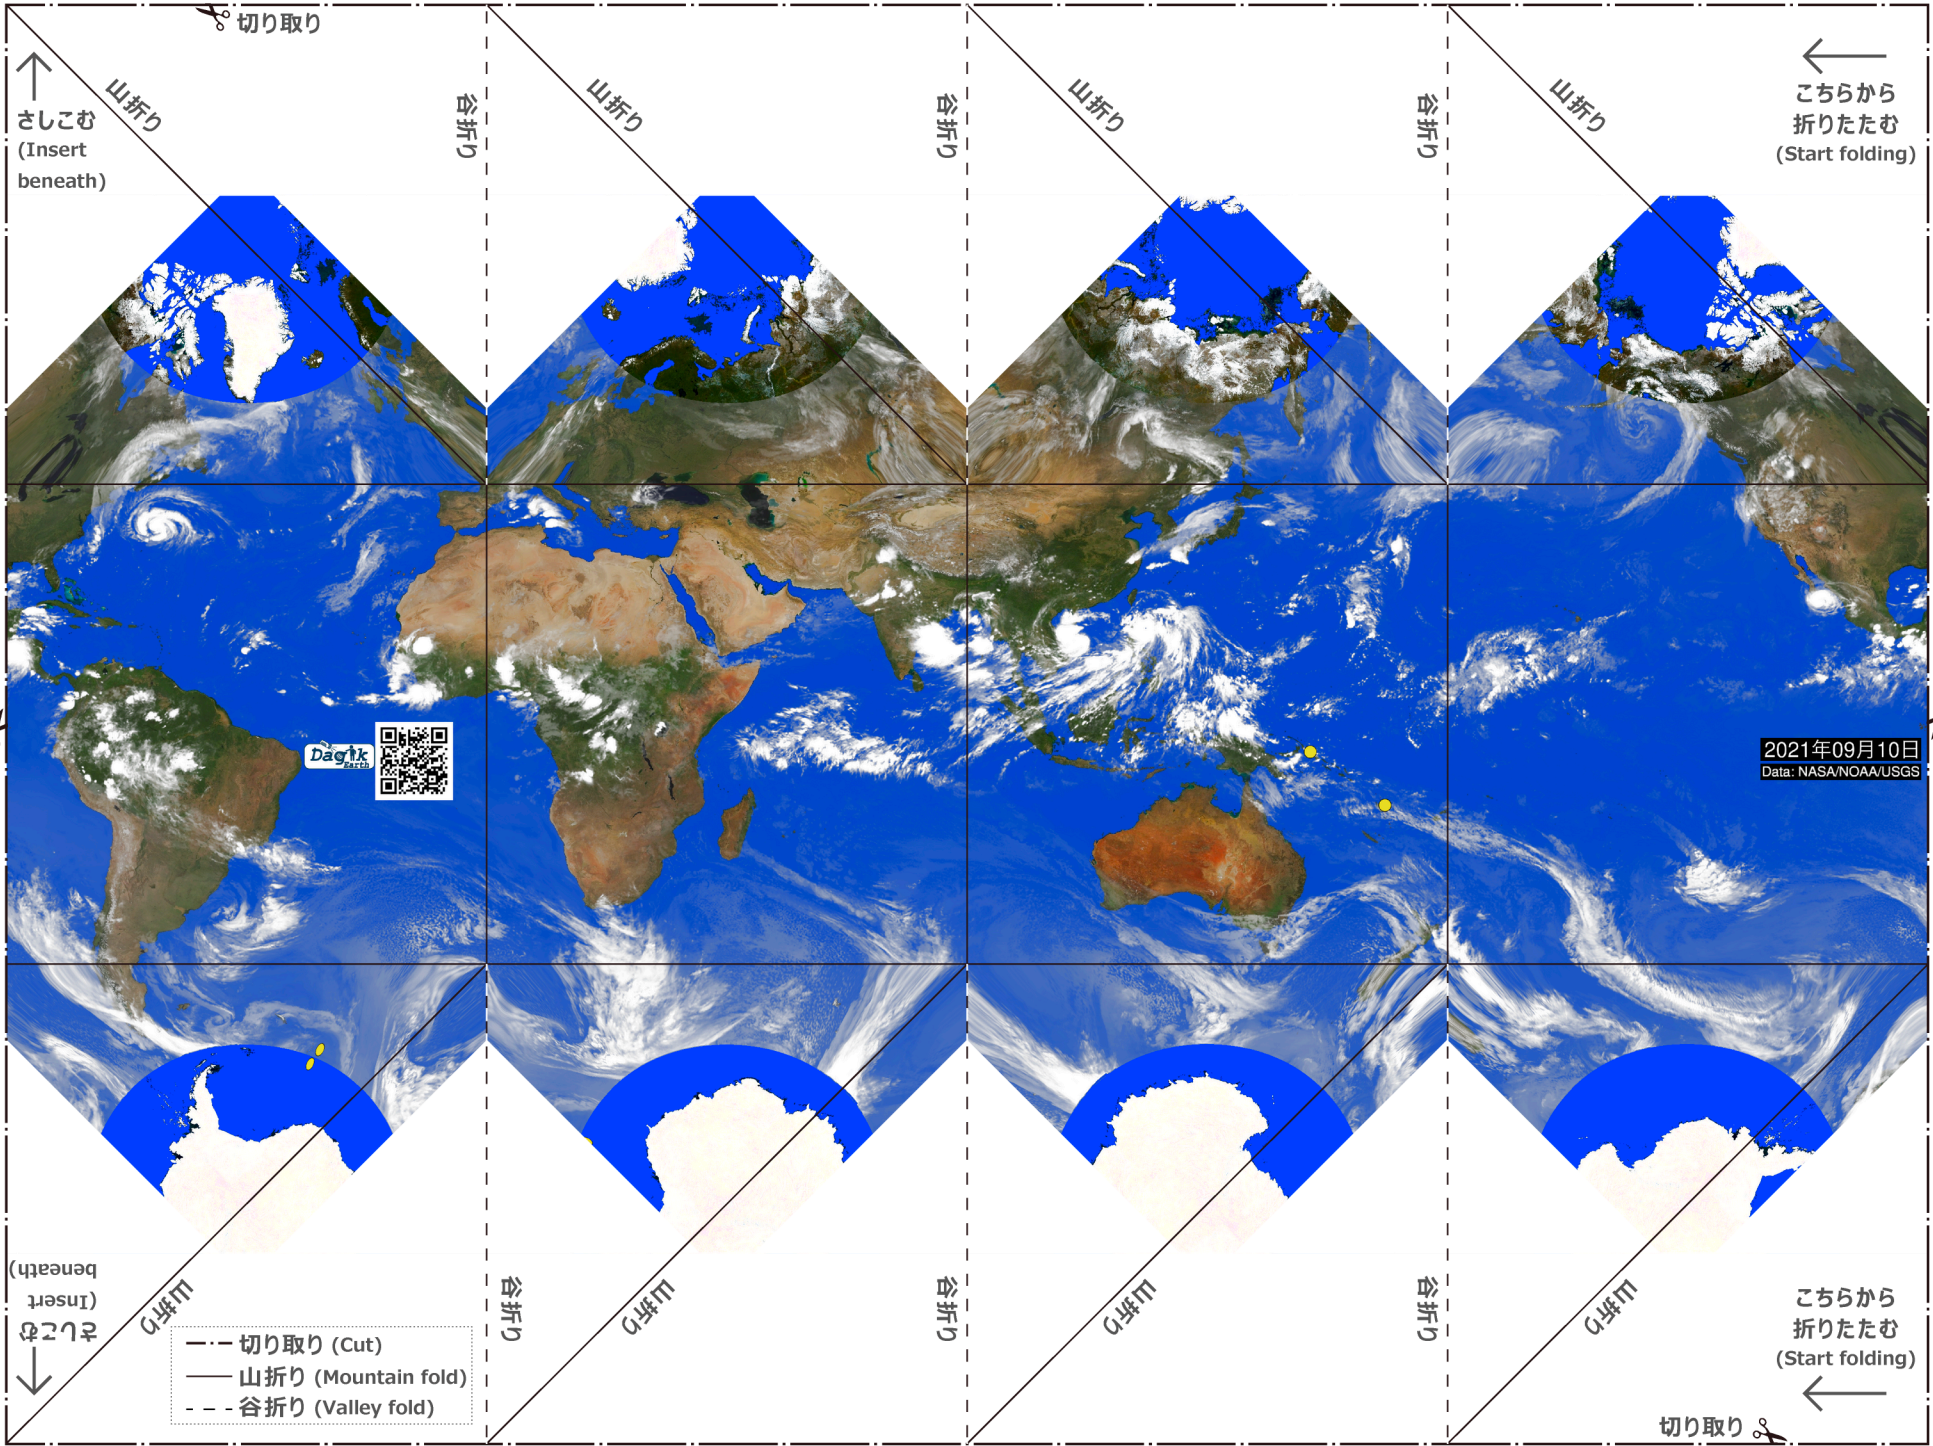 切り取り
山折り
谷折り
山折り
谷折り
山折り
谷折り
山折り
さしこむ
(Insert
beneath)
こちらから
折りたたむ
(Start folding)
Dagik
Earth
2021年09月10日
Data: NASA/NOAA/USGS
さしこむ
(Insert
beneath)
山折り
谷折り
山折り
谷折り
山折り
谷折り
山折り
こちらから
折りたたむ
(Start folding)
切り取り (Cut)
山折り (Mountain fold)
谷折り (Valley fold)
切り取り